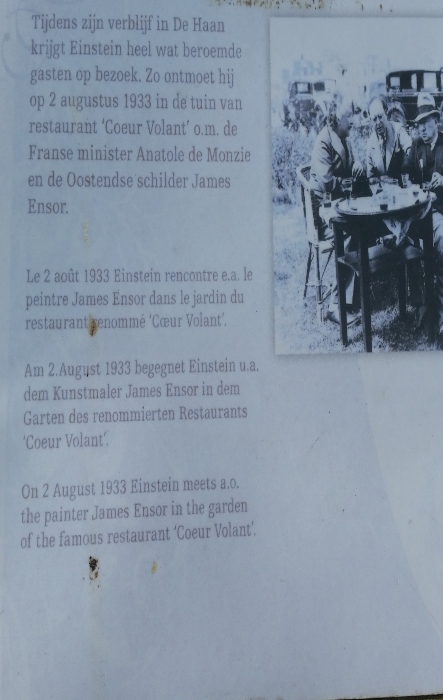 Tijdens zijn verblijf in De Haan
krijgt Einstein heel wat beroemde
gasten op bezoek. Zo ontmoet hij
op 2 augustus 1933 in de tuin van
restaurant 'Coeur Volant' o.m. de
Franse minister Anatole de Monzie
en de Oostendse schilder James
Ensor.
Le 2 août 1933 Einstein rencontre e.a. le
peintre James Ensor dans le jardin du
restaurant renommé 'Cœur Volant'.
Am 2.August 1933 begegnet Einstein u.a.
dem Kunstmaler James Ensor in dem
Garten des renommierten Restaurants
'Coeur Volant'.
On 2 August 1933 Einstein meets a.o.
the painter James Ensor in the garden
of the famous restaurant 'Coeur Volant'.